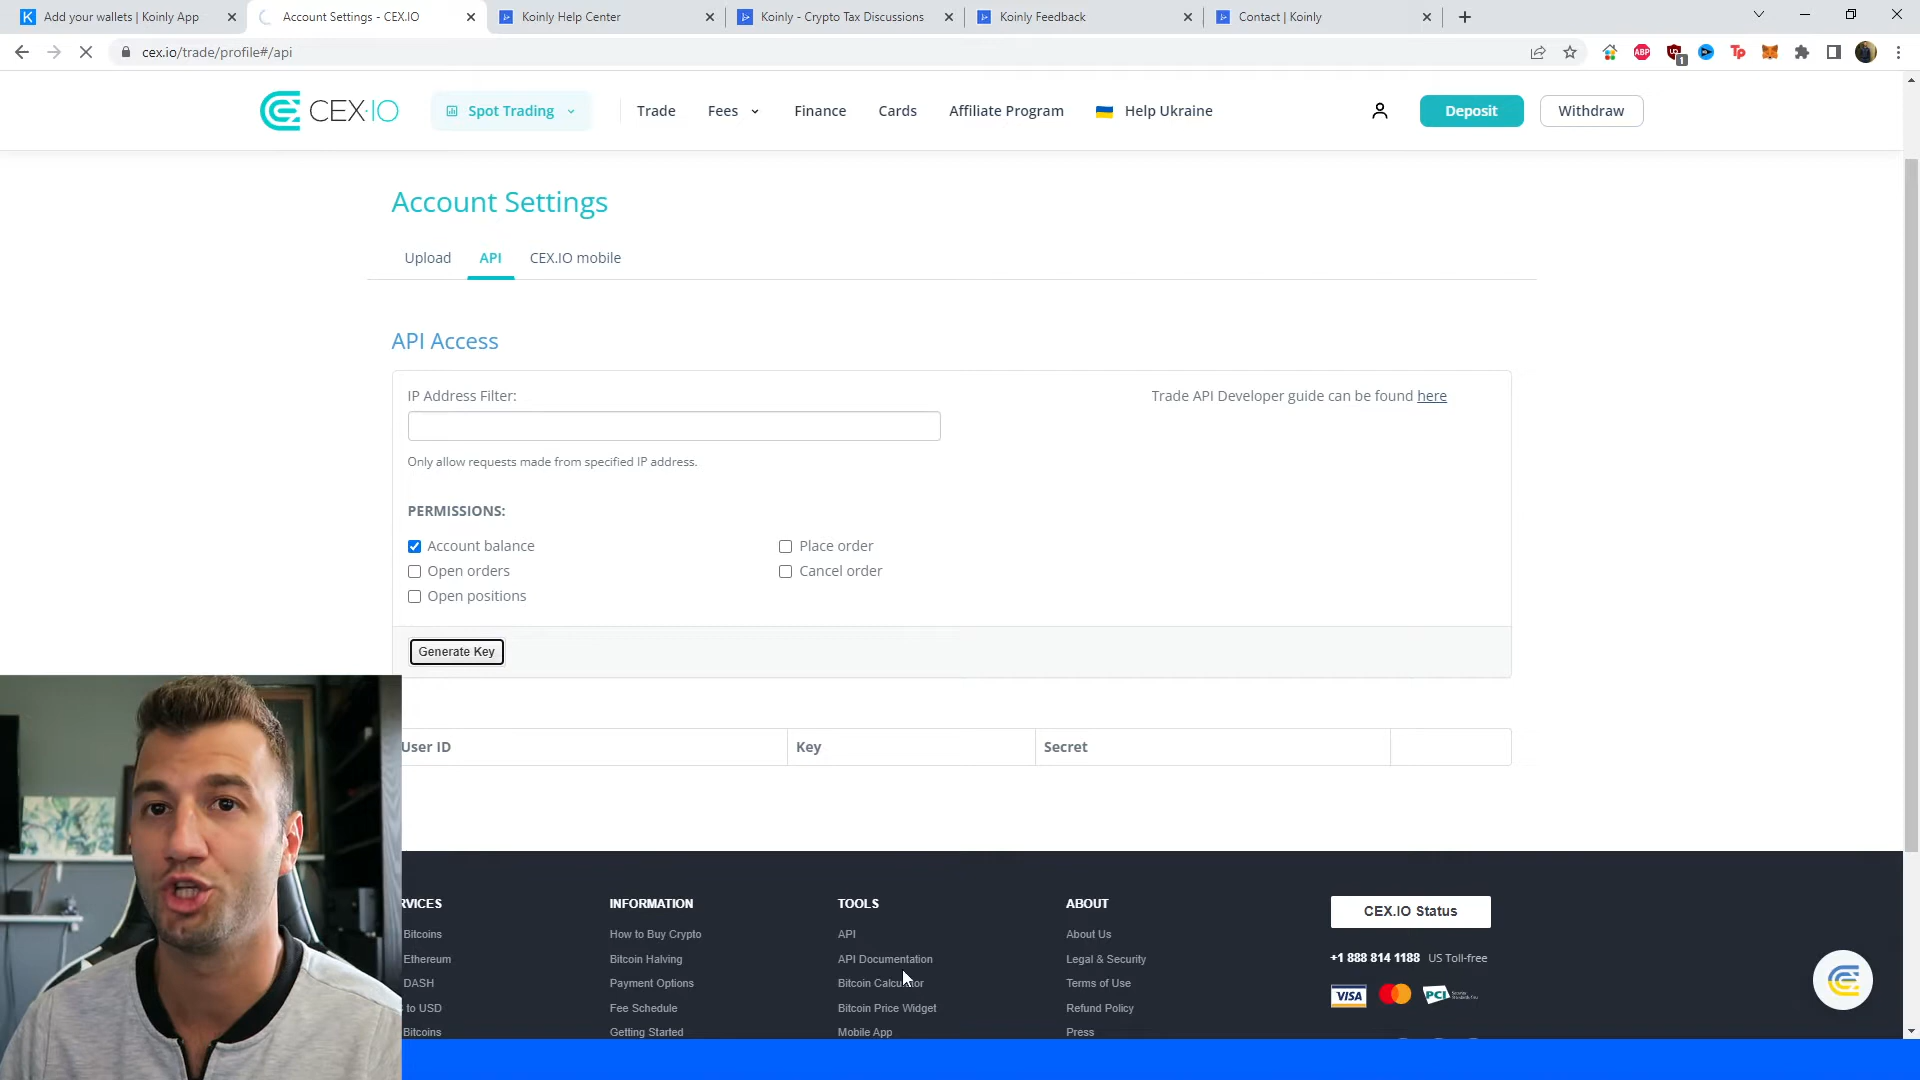 Add your wallets | Koinly App
Account Settings - CEX.IO
Koinly Help Center
Koinly - Crypto Tax Discussions
Koinly Feedback
Contact | Koinly
cex.io/trade/profile#/api
ABP
1
Tp
CEX·IO
Spot Trading
Trade
Fees
Finance
Cards
Affiliate Program
Help Ukraine
Deposit
Withdraw
Account Settings
Upload
API
CEX.IO mobile
API Access
IP Address Filter:
Trade API Developer guide can be found here
Only allow requests made from specified IP address.
PERMISSIONS:
Account balance
Place order
Open orders
Cancel order
Open positions
Generate Key
User ID
Key
Secret
RVICES
INFORMATION
TOOLS
ABOUT
CEX.IO Status
Bitcoins
How to Buy Crypto
API
About Us
Ethereum
Bitcoin Halving
API Documentation
Legal & Security
+1 888 814 1188 US Toll-free
DASH
Payment Options
Bitcoin Calculator
Terms of Use
VISA
PCI
to USD
Fee Schedule
Bitcoin Price Widget
Refund Policy
Bitcoins
Getting Started
Mobile App
Press